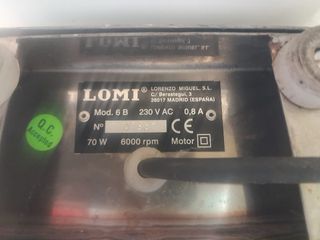 LOMI ® LORENZO MIGUEL, S.L.
C/ Berastegui, 3
28017 MADRID (ESPAÑA)
Mod. 6 B 230 V AC 0,8 A
Nº CE
70 W 6000 rpm Motor
Q.C.
Accepted